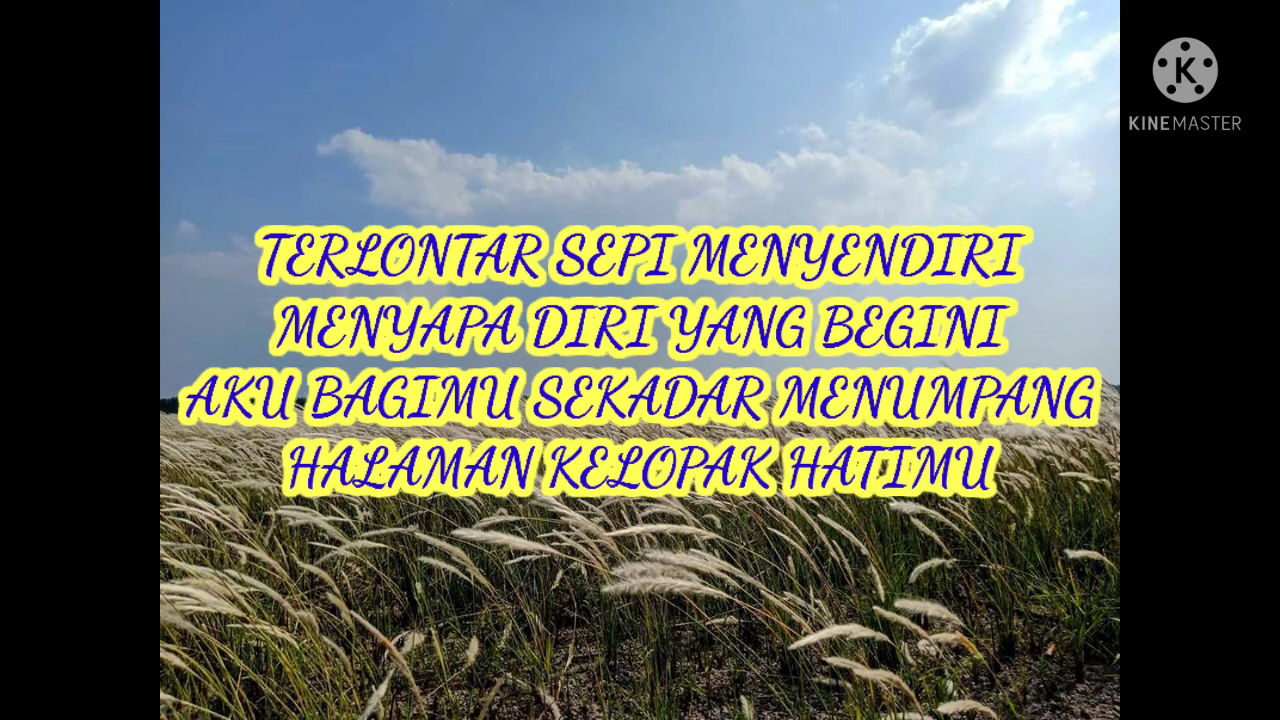 KINEMASTER
TERLONTAR SEPI MENYENDIRI
MENYAPA DIRI YANG BEGINI
AKU BAGIMU SEKADAR MENUMPANG
HALAMAN KELOPAK HATIMU